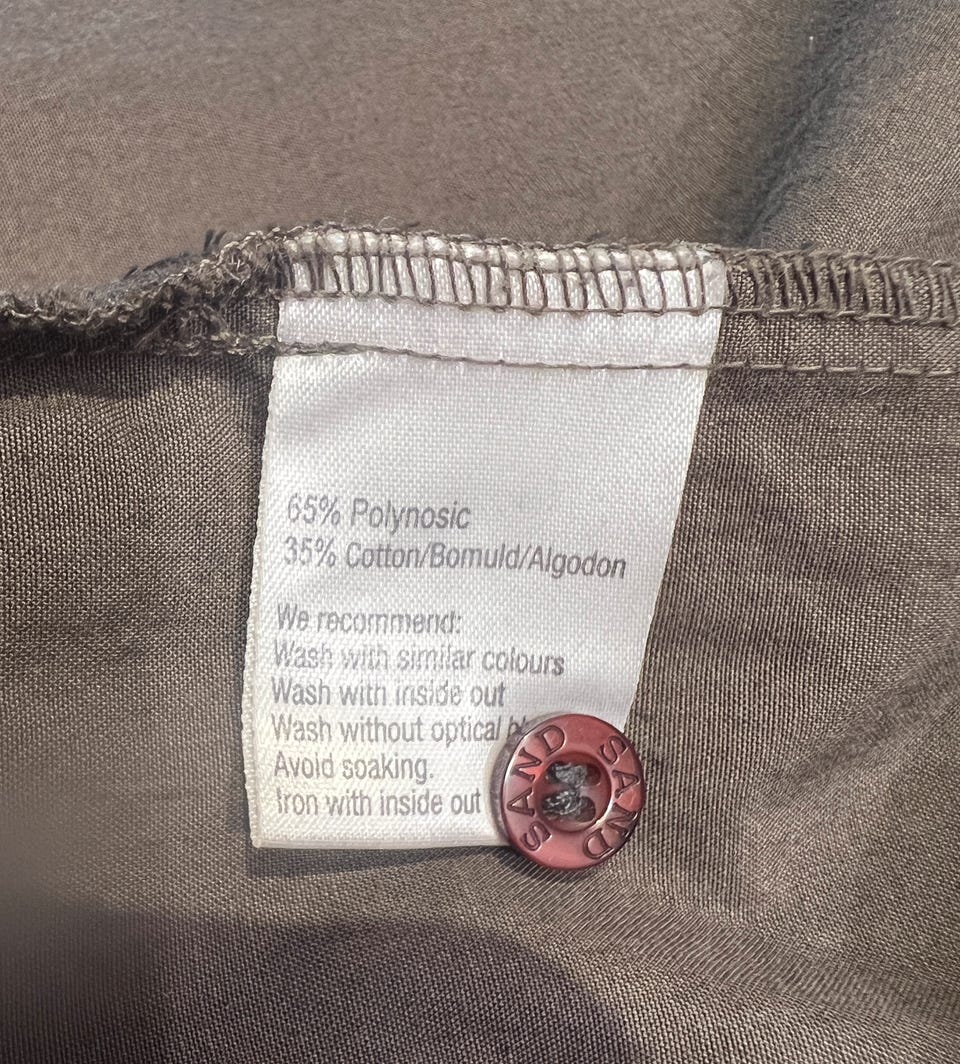 65% Polynosic
35% Cotton/Bomuld/Algodon
We recommend:
Wash with similar colours
Wash with inside out
Wash without optical
Avoid soaking.
Iron with inside out
SAND
SAND